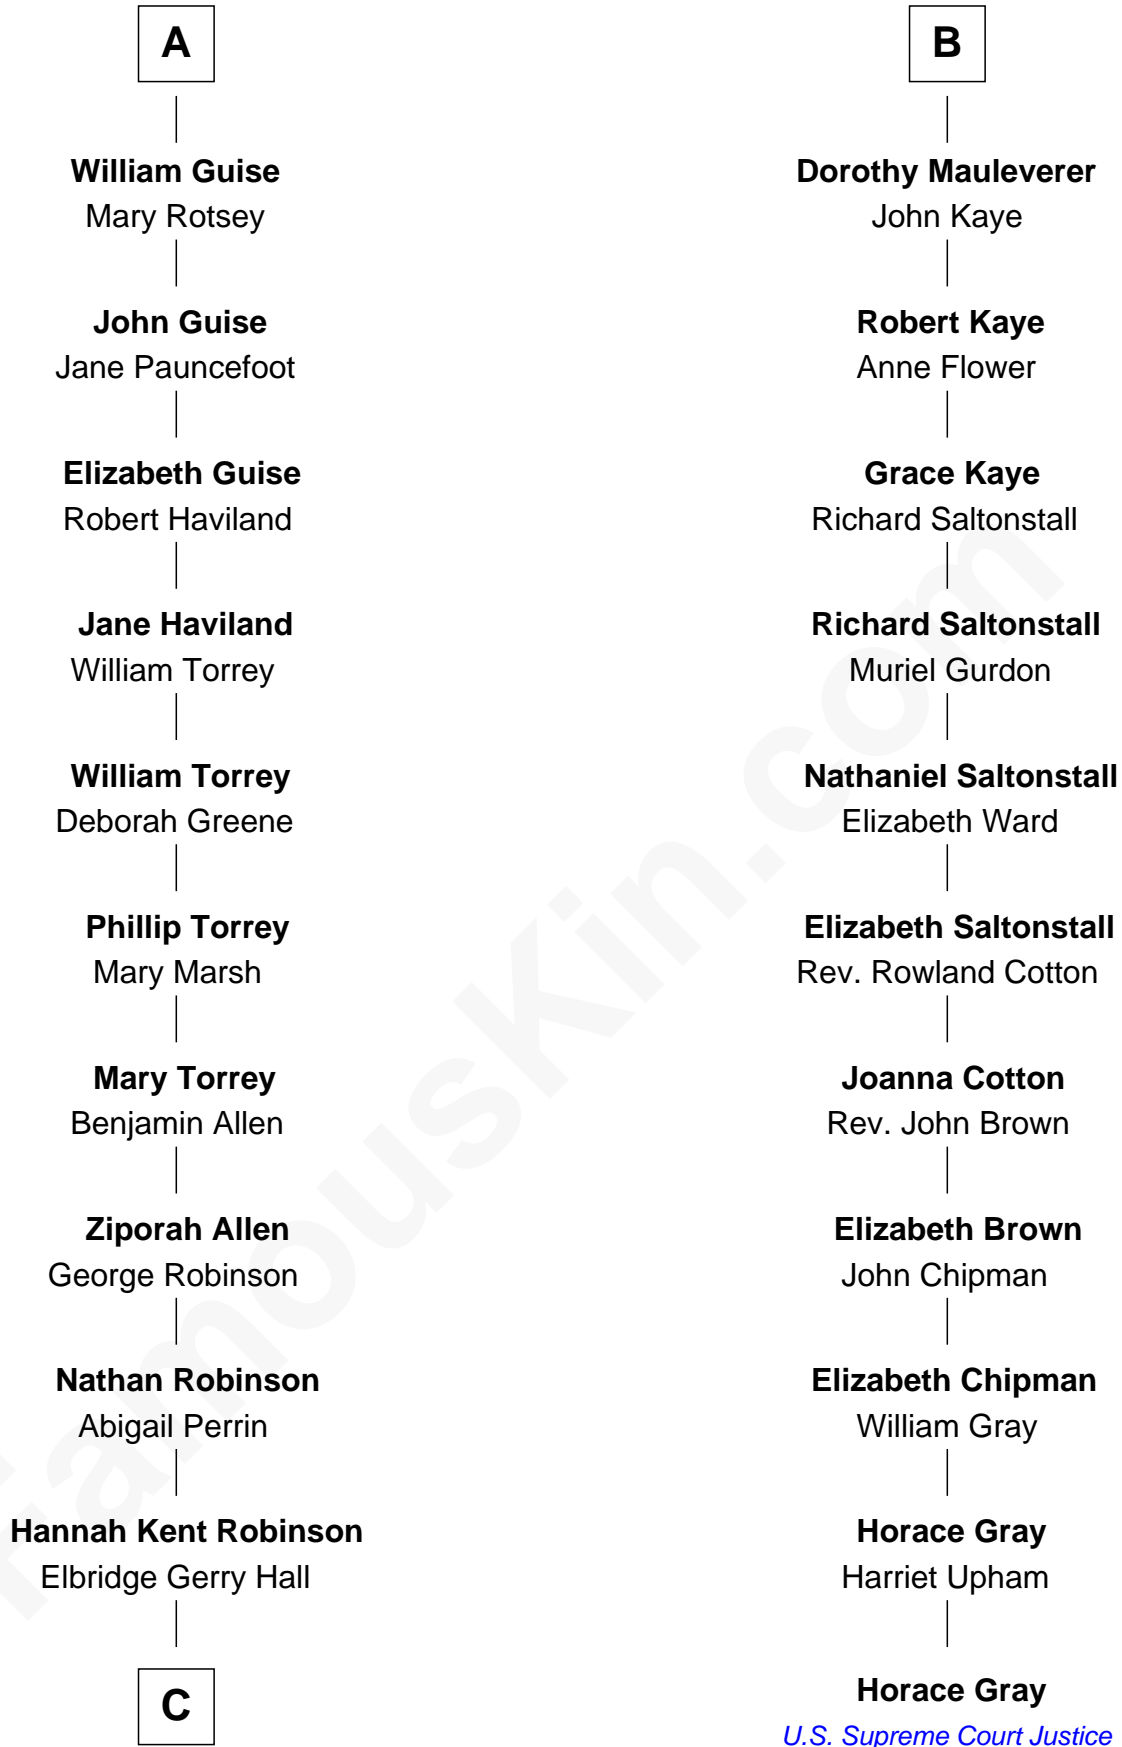 A
William Guise
Mary Rotsey
John Guise
Jane Pauncefoot
Elizabeth Guise
Robert Haviland
Jane Haviland
William Torrey
William Torrey
Deborah Greene
Phillip Torrey
Mary Marsh
Mary Torrey
Benjamin Allen
Ziporah Allen
George Robinson
Nathan Robinson
Abigail Perrin
Hannah Kent Robinson
Elbridge Gerry Hall
C
B
Dorothy Mauleverer
John Kaye
Robert Kaye
Anne Flower
Grace Kaye
Richard Saltonstall
Richard Saltonstall
Muriel Gurdon
Nathaniel Saltonstall
Elizabeth Ward
Elizabeth Saltonstall
Rev. Rowland Cotton
Joanna Cotton
Rev. John Brown
Elizabeth Brown
John Chipman
Elizabeth Chipman
William Gray
Horace Gray
Harriet Upham
Horace Gray
U.S. Supreme Court Justice
famouskin.com